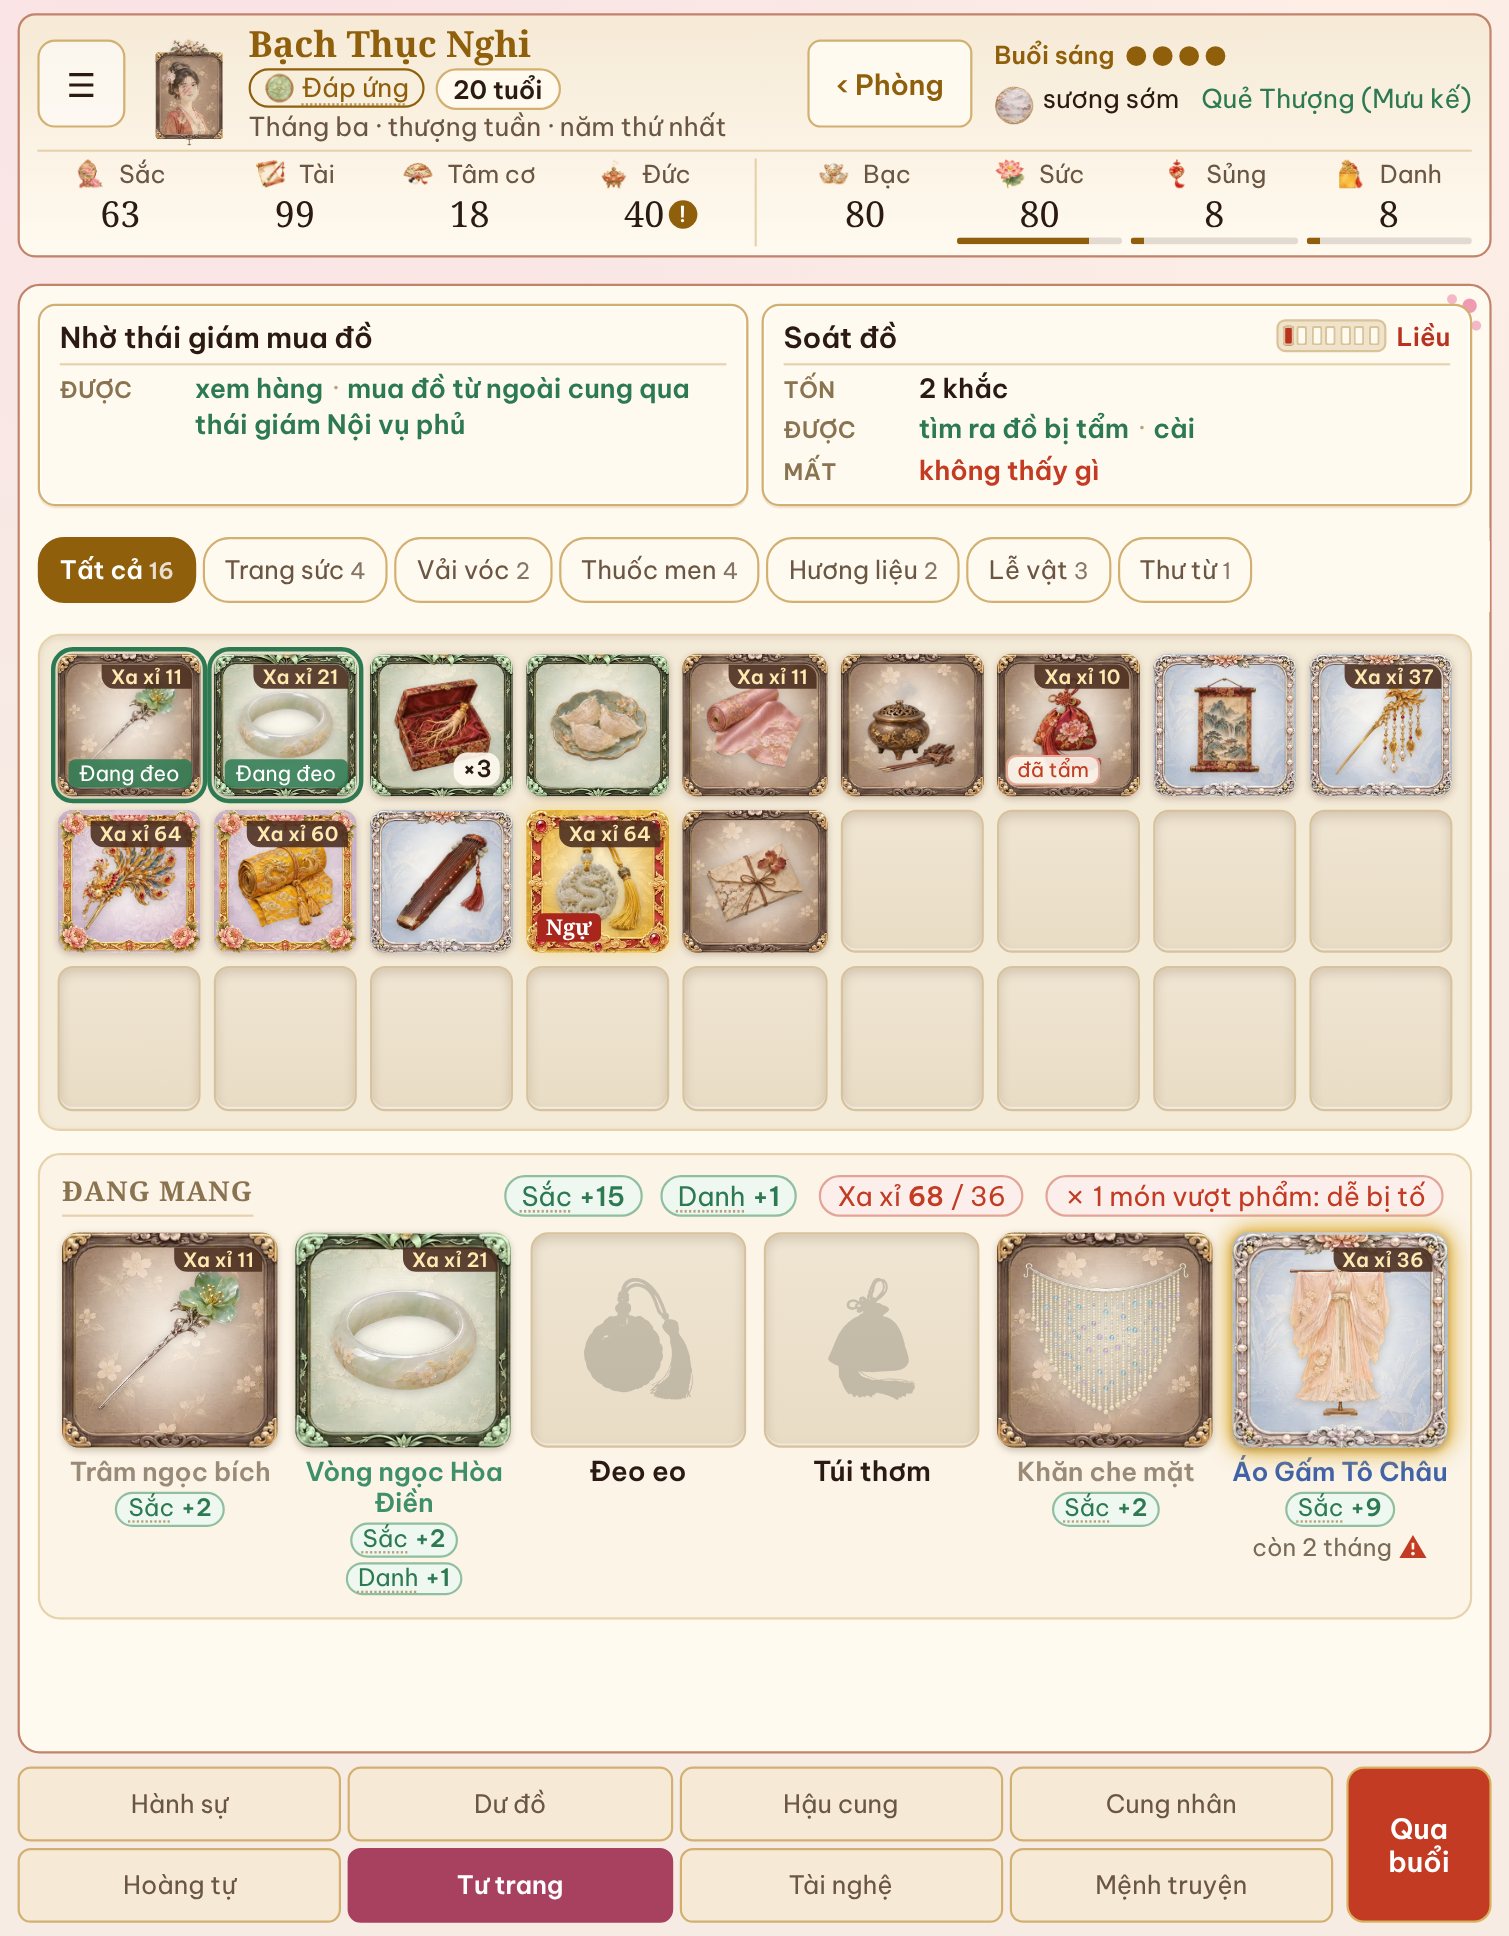 ☰
Bạch Thục Nghi
Đáp ứng 20 tuổi
Tháng ba · thượng tuần · năm thứ nhất
‹ Phòng
Buổi sáng
sương sớm Quẻ Thượng (Mưu kế)
Sắc Tài Tâm cơ Đức Bạc Sức Sủng Danh
63 99 18 40 ! 80 80 8 8
Nhờ thái giám mua đồ
ĐƯỢC xem hàng · mua đồ từ ngoài cung qua
thái giám Nội vụ phủ
Soát đồ Liều
TỐN 2 khắc
ĐƯỢC tìm ra đồ bị tẩm · cài
MẤT không thấy gì
Tất cả 16 Trang sức 4 Vải vóc 2 Thuốc men 4 Hương liệu 2 Lễ vật 3 Thư từ 1
Xa xỉ 11 Xa xỉ 21 Xa xỉ 11 Xa xỉ 10 Xa xỉ 37
Đang đeo Đang đeo ×3 đã tẩm
Xa xỉ 64 Xa xỉ 60 Xa xỉ 64
Ngự
ĐANG MANG Sắc +15 Danh +1 Xa xỉ 68 / 36 × 1 món vượt phẩm: dễ bị tố
Xa xỉ 11 Xa xỉ 21 Xa xỉ 36
Trâm ngọc bích
Sắc +2
Vòng ngọc Hòa
Điền
Sắc +2
Danh +1
Đeo eo
Túi thơm
Khăn che mặt
Sắc +2
Áo Gấm Tô Châu
Sắc +9
còn 2 tháng
Hành sự Dư đồ Hậu cung Cung nhân
Hoàng tự Tư trang Tài nghệ Mệnh truyện
Qua
buổi